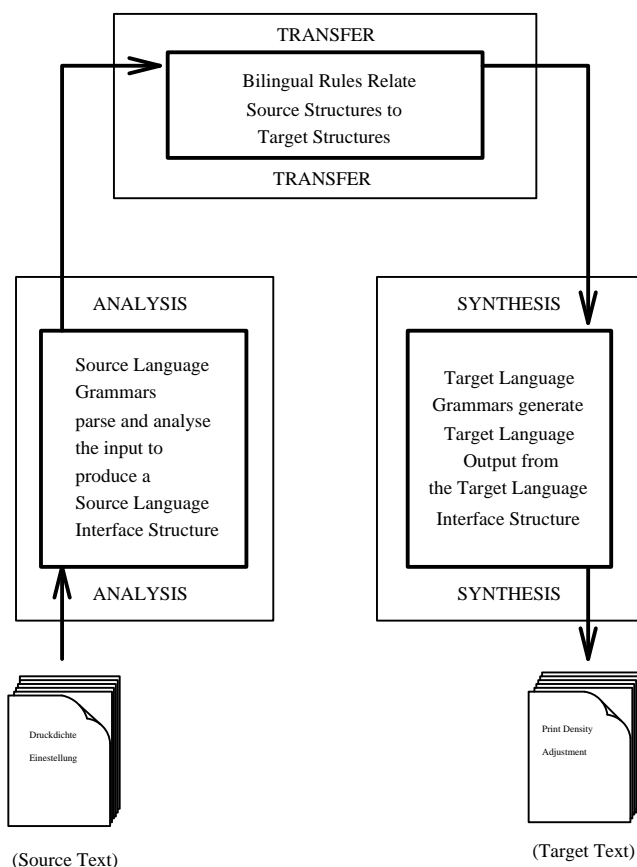 TRANSFER
Bilingual Rules Relate
Source Structures to
Target Structures
TRANSFER
ANALYSIS
Source Language
Grammars
parse and analyse
the input to
produce a
Source Language
Interface Structure
ANALYSIS
SYNTHESIS
Target Language
Grammars generate
Target Language
Output from
the Target Language
Interface Structure
SYNTHESIS
Druckdichte
Einestellung
(Source Text)
Print Density
Adjustment
(Target Text)